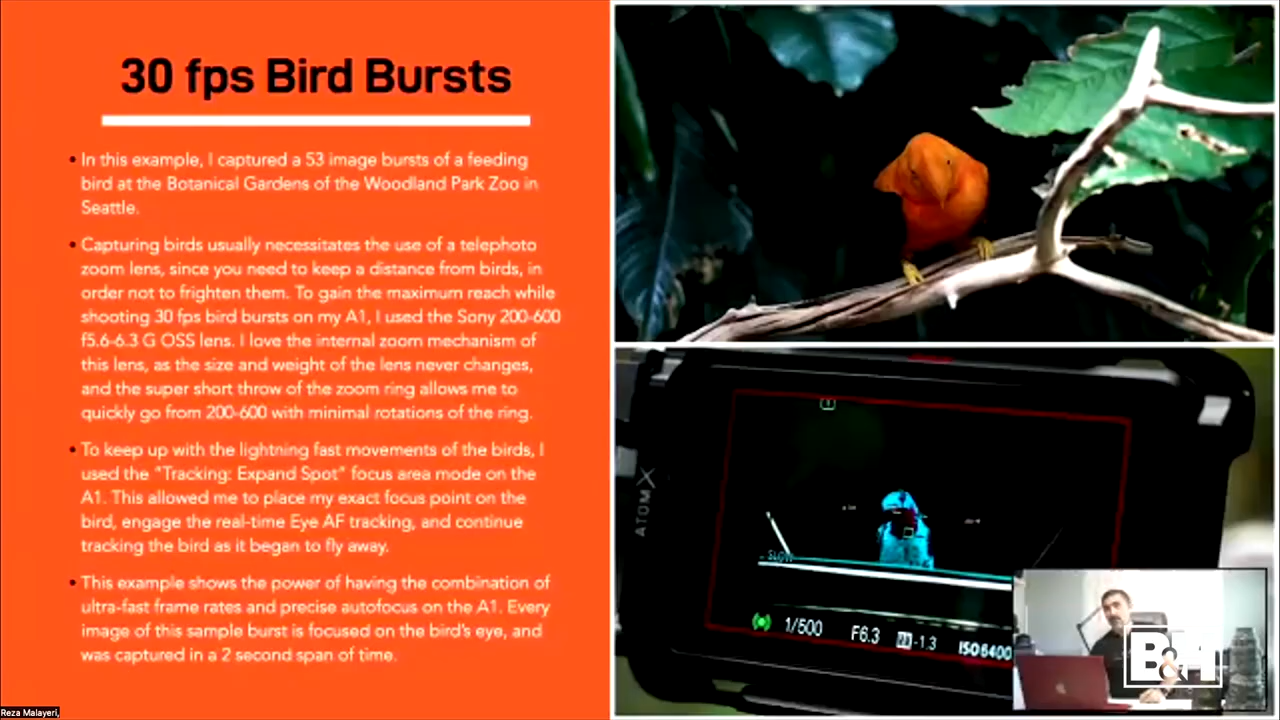 30 fps Bird Bursts
• In this example, I captured a 53 image bursts of a feeding
bird at the Botanical Gardens of the Woodland Park Zoo in
Seattle.
• Capturing birds usually necessitates the use of a telephoto
zoom lens, since you need to keep a distance from birds, in
order not to frighten them. To gain the maximum reach while
shooting 30 fps bird bursts on my A1, I used the Sony 200-600
f5.6-6.3 G OSS lens. I love the internal zoom mechanism of
this lens, as the size and weight of the lens never changes,
and the super short throw of the zoom ring allows me to
quickly go from 200-600 with minimal rotations of the ring.
• To keep up with the lightning fast movements of the birds, I
used the "Tracking: Expand Spot" focus area mode on the
A1. This allowed me to place my exact focus point on the
bird, engage the real-time Eye AF tracking, and continue
tracking the bird as it began to fly away.
• This example shows the power of having the combination of
ultra-fast frame rates and precise autofocus on the A1. Every
image of this sample burst is focused on the bird's eye, and
was captured in a 2 second span of time.
ATOMX
SLOW
1/500 F6.3 -1.3 ISO6400
B&H
Reza Malayeri,